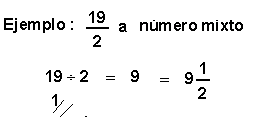 Ejemplo: 19/2 a número mixto
19 ÷ 2 = 9 = 9 1/2
1//